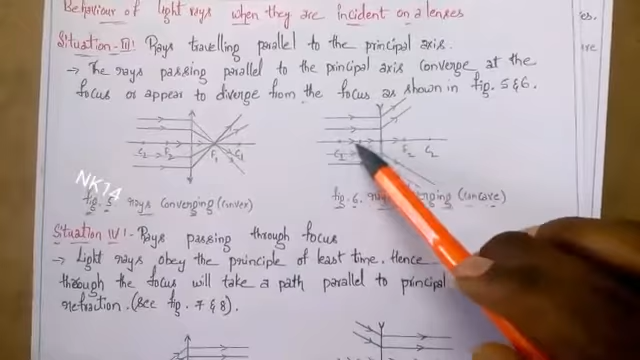 Behaviour of light rays when they are incident on a lenses
Situation-III: Rays travelling parallel to the principal axis.
→ The rays passing parallel to the principal axis converge at the
focus or appear to diverge from the focus as shown in fig. 5 & 6.
C2 F2 F1 C1
F2 C2
NK14
fig. 5. rays converging (convex)
fig. 6. (concave)
Situation IV: Rays passing through focus
→ Light rays obey the principle of least time. Hence
through the focus will take a path parallel to principal
refraction. (see fig. 7 & 8).
es.